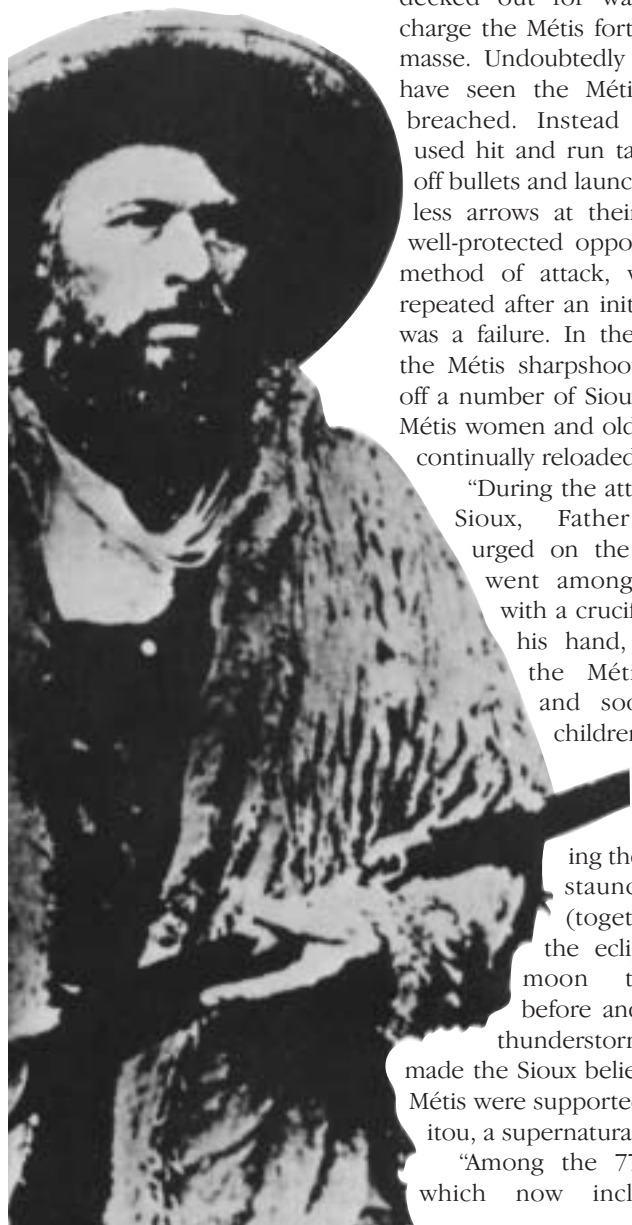 decked out for wa
charge the Métis fort
masse. Undoubtedly
have seen the Méti
breached. Instead
used hit and run ta
off bullets and launc
less arrows at their
well-protected oppo
method of attack, w
repeated after an init
was a failure. In the
the Métis sharpshoo
off a number of Siou
Métis women and old
continually reloaded
“During the att
Sioux, Father
urged on the
went among
with a crucif
his hand,
the Méti
and soo
children
ing the
staunc
(toget
the ecli
moon t
before and
thunderstorm
made the Sioux belie
Métis were supported
itou, a supernatura
“Among the 77
which now incl